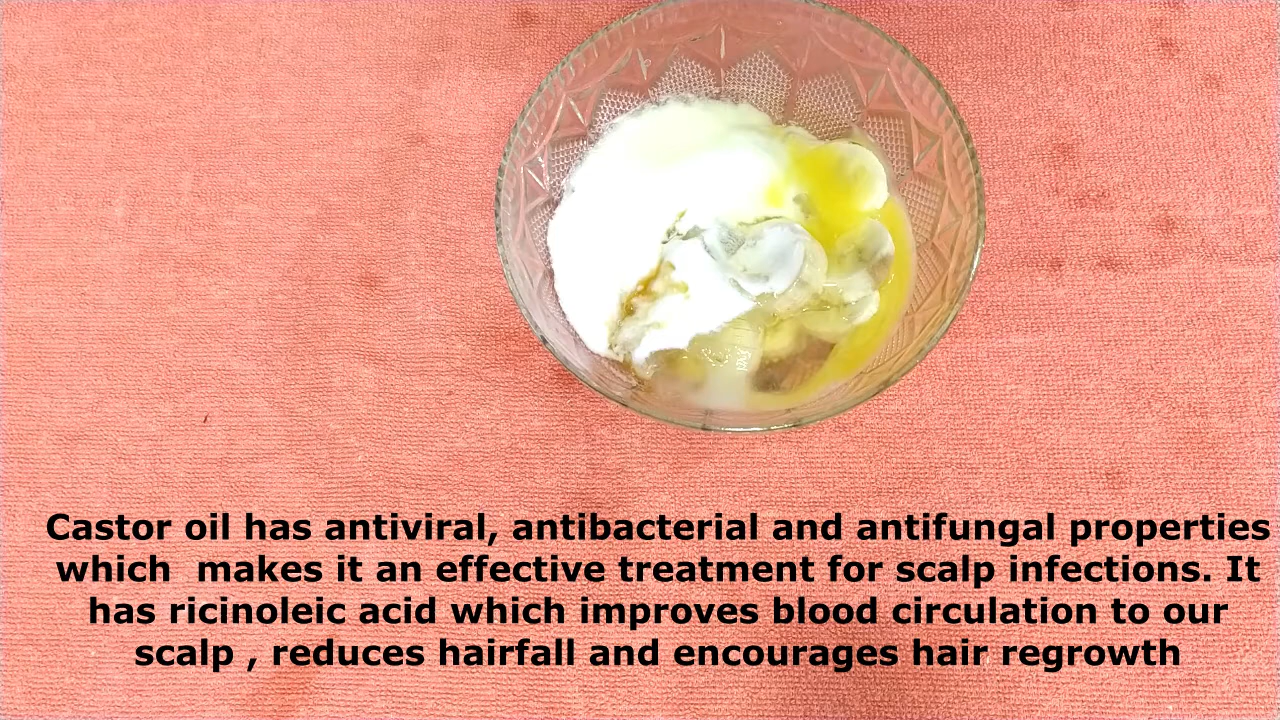 Castor oil has antiviral, antibacterial and antifungal properties
which  makes it an effective treatment for scalp infections. It
has ricinoleic acid which improves blood circulation to our
scalp , reduces hairfall and encourages hair regrowth